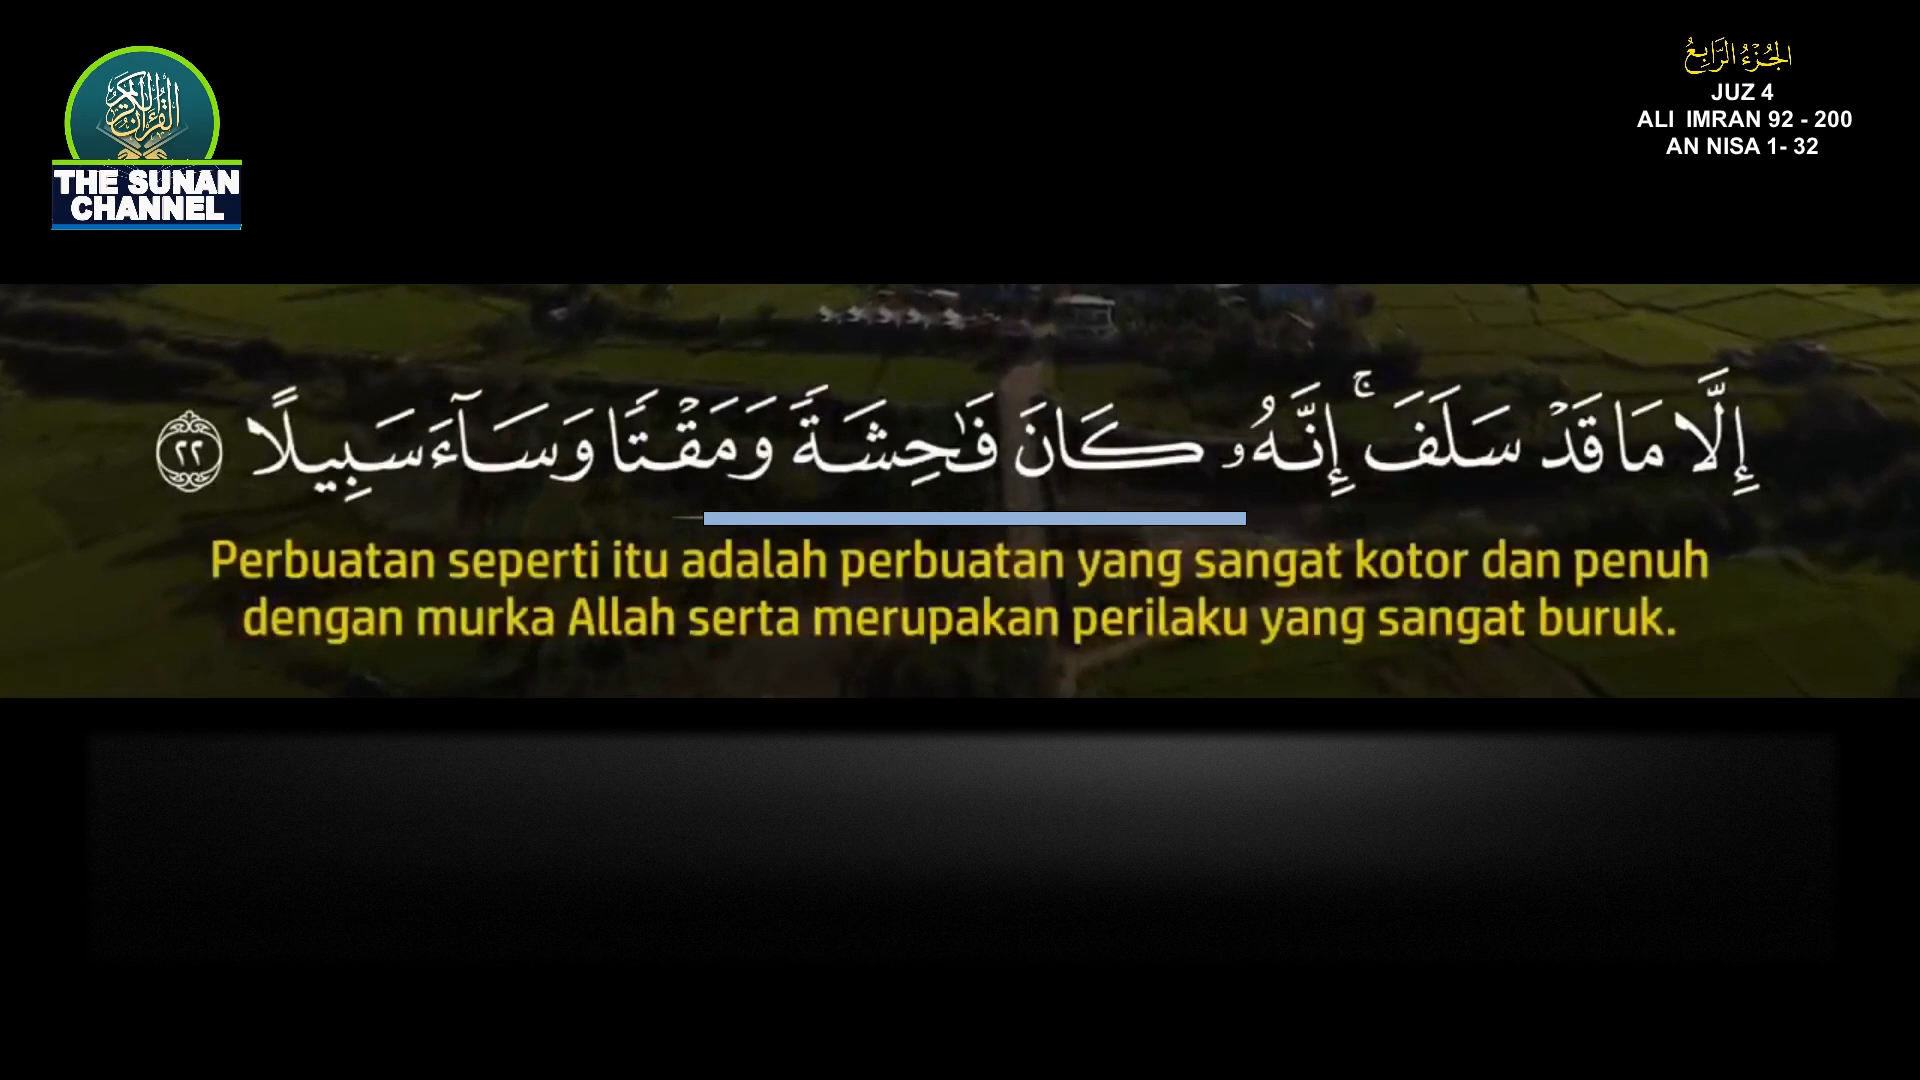 القرآن الكريم
THE SUNAN
CHANNEL
الجُزْءُ الرَّابِعُ
JUZ 4
ALI IMRAN 92 - 200
AN NISA 1- 32
إِلَّا مَا قَدْ سَلَفَ ۚ إِنَّهُۥ كَانَ فَـٰحِشَةً وَمَقْتًا وَسَآءَ سَبِيلًا ٢٢
Perbuatan seperti itu adalah perbuatan yang sangat kotor dan penuh
dengan murka Allah serta merupakan perilaku yang sangat buruk.